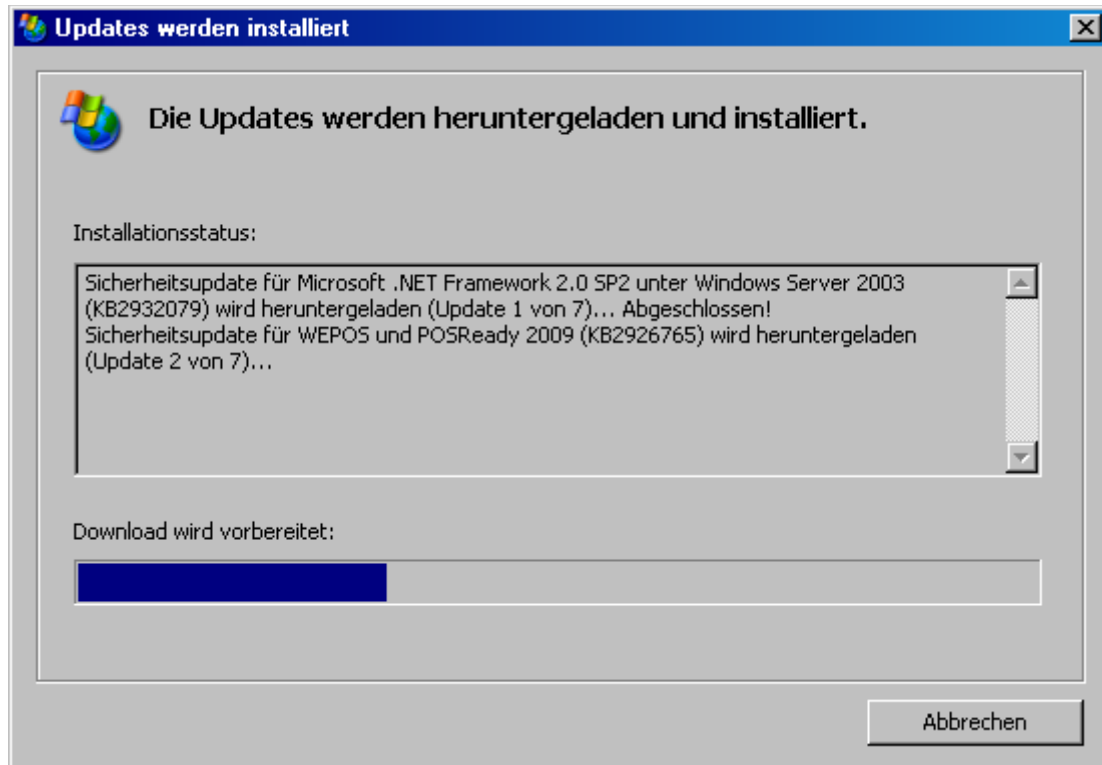 Updates werden installiert
Die Updates werden heruntergeladen und installiert.
Installationsstatus:
Sicherheitsupdate für Microsoft .NET Framework 2.0 SP2 unter Windows Server 2003
(KB2932079) wird heruntergeladen (Update 1 von 7)... Abgeschlossen!
Sicherheitsupdate für WEPOS und POSReady 2009 (KB2926765) wird heruntergeladen
(Update 2 von 7)...
Download wird vorbereitet:
Abbrechen